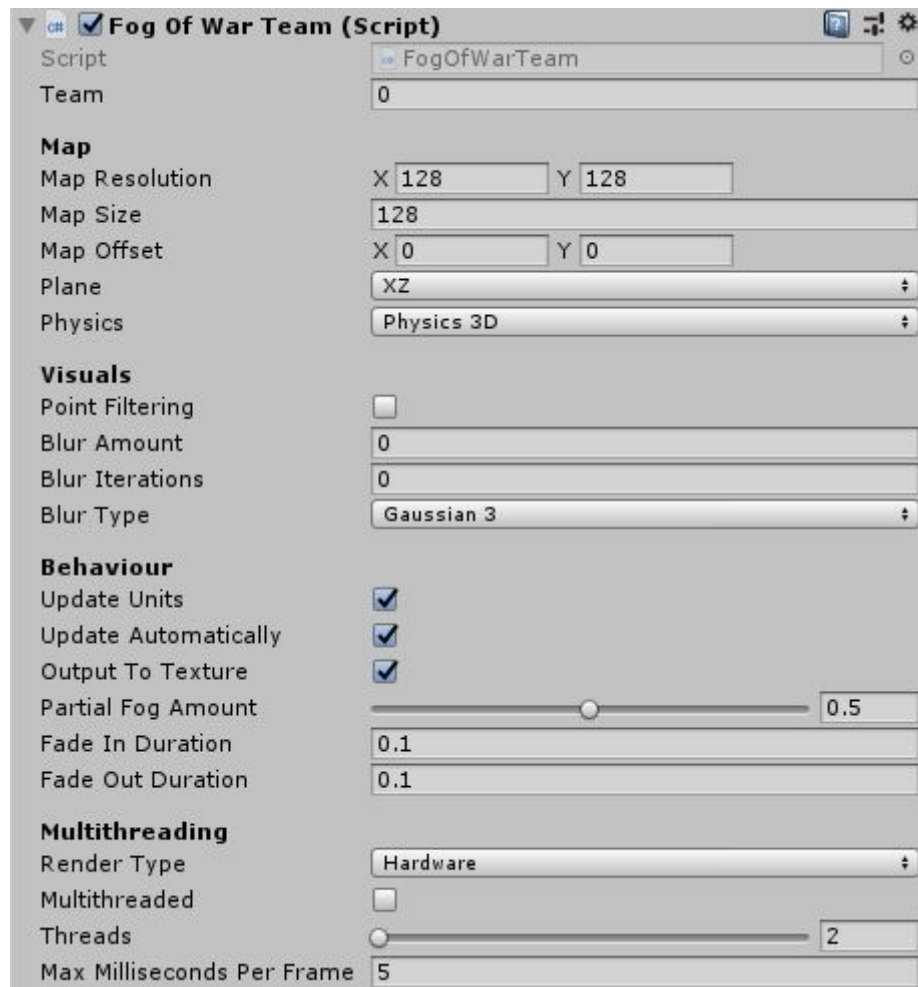 c# Fog Of War Team (Script)
Script FogOfWarTeam
Team 0
Map
Map Resolution X 128 Y 128
Map Size 128
Map Offset X 0 Y 0
Plane XZ
Physics Physics 3D
Visuals
Point Filtering
Blur Amount 0
Blur Iterations 0
Blur Type Gaussian 3
Behaviour
Update Units
Update Automatically
Output To Texture
Partial Fog Amount 0.5
Fade In Duration 0.1
Fade Out Duration 0.1
Multithreading
Render Type Hardware
Multithreaded
Threads 2
Max Milliseconds Per Frame 5